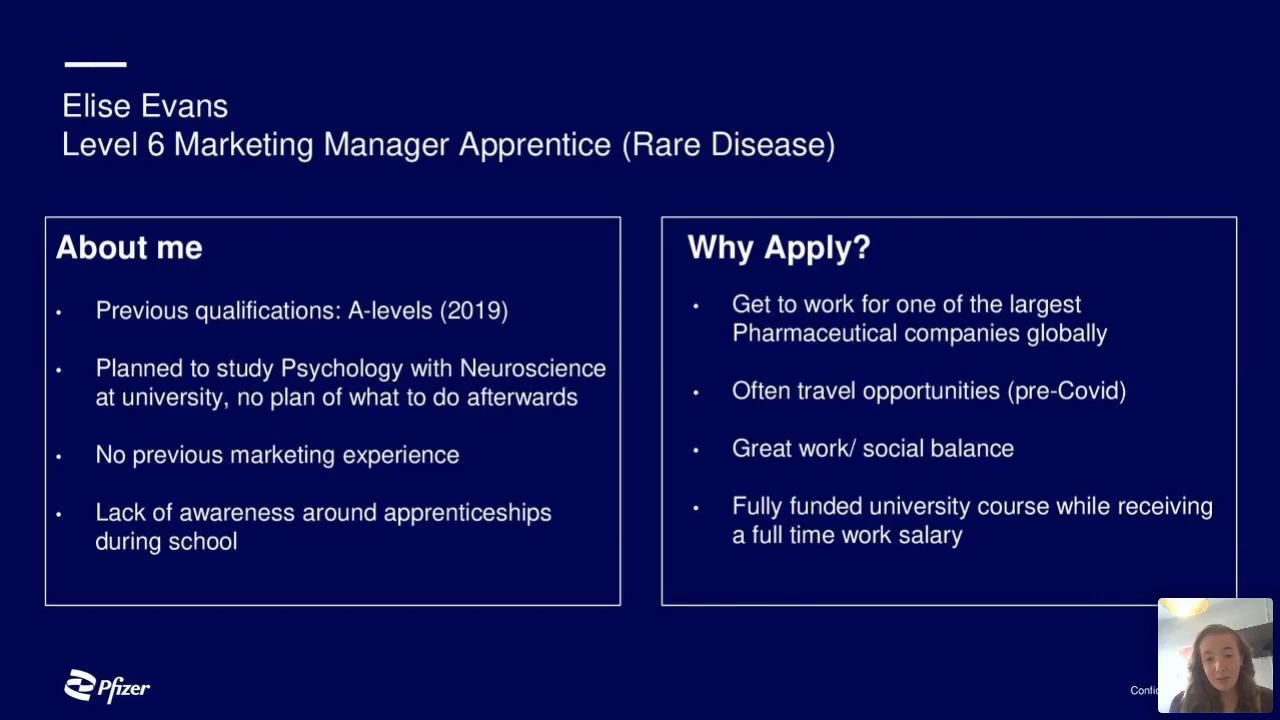 Elise Evans
Level 6 Marketing Manager Apprentice (Rare Disease)
About me
• Previous qualifications: A-levels (2019)
• Planned to study Psychology with Neuroscience
at university, no plan of what to do afterwards
• No previous marketing experience
• Lack of awareness around apprenticeships
during school
Why Apply?
• Get to work for one of the largest
Pharmaceutical companies globally
• Often travel opportunities (pre-Covid)
• Great work/ social balance
• Fully funded university course while receiving
a full time work salary
Pfizer